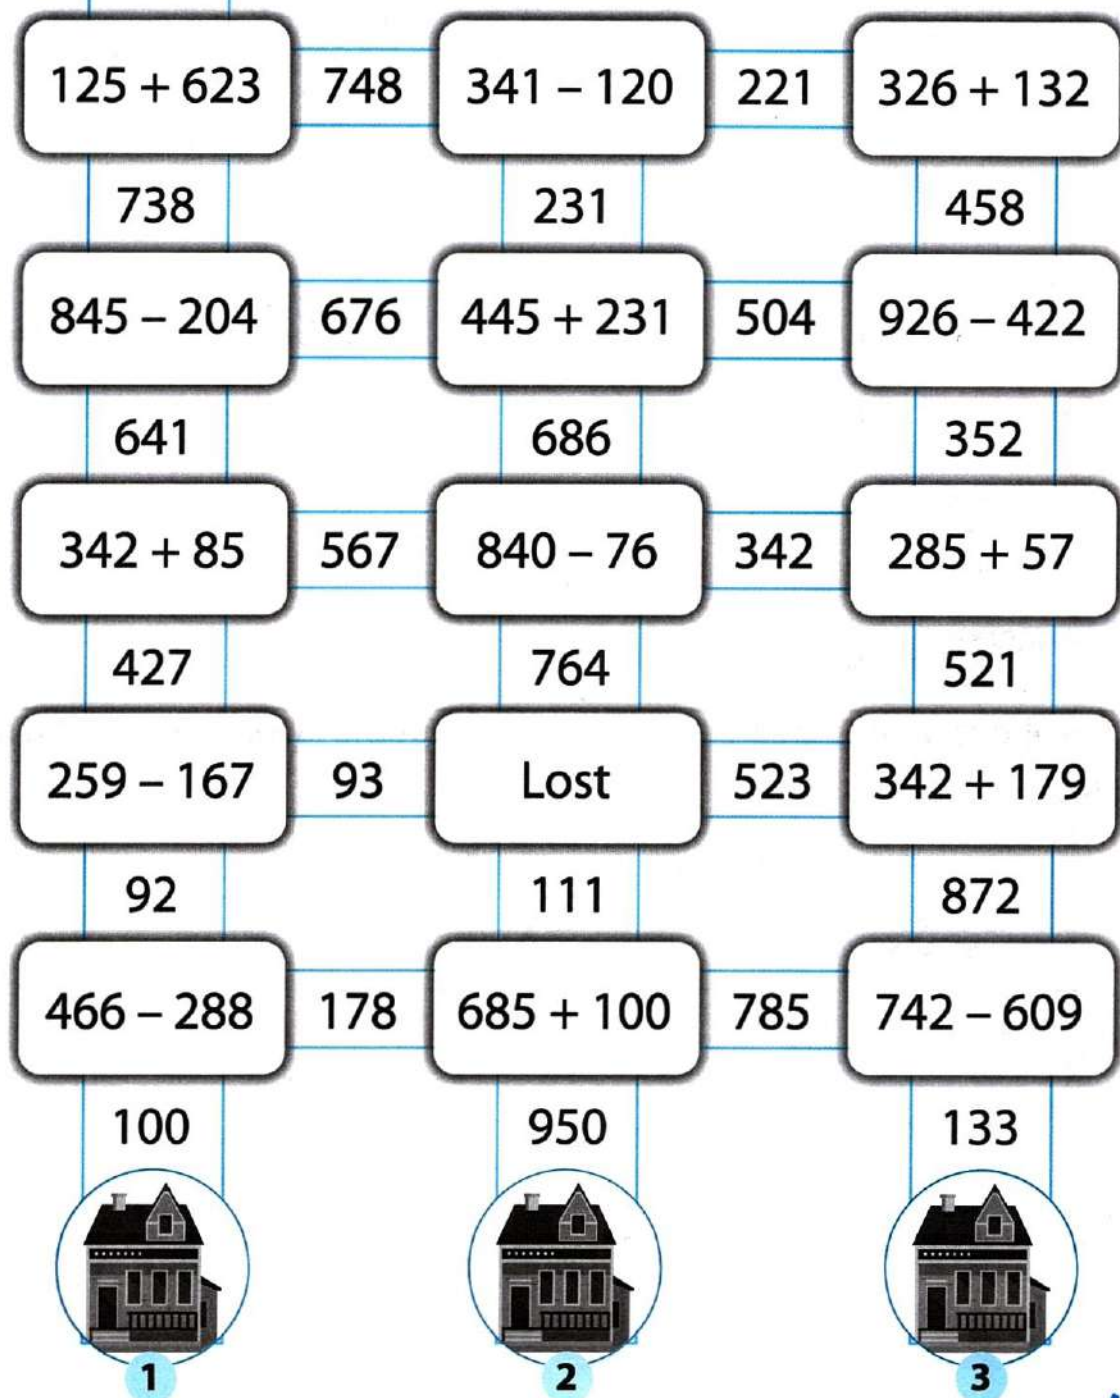 125 + 623 748 341 – 120 221 326 + 132
738 231 458
845 – 204 676 445 + 231 504 926 – 422
641 686 352
342 + 85 567 840 – 76 342 285 + 57
427 764 521
259 – 167 93 Lost 523 342 + 179
92 111 872
466 – 288 178 685 + 100 785 742 – 609
100 950 133
1 2 3